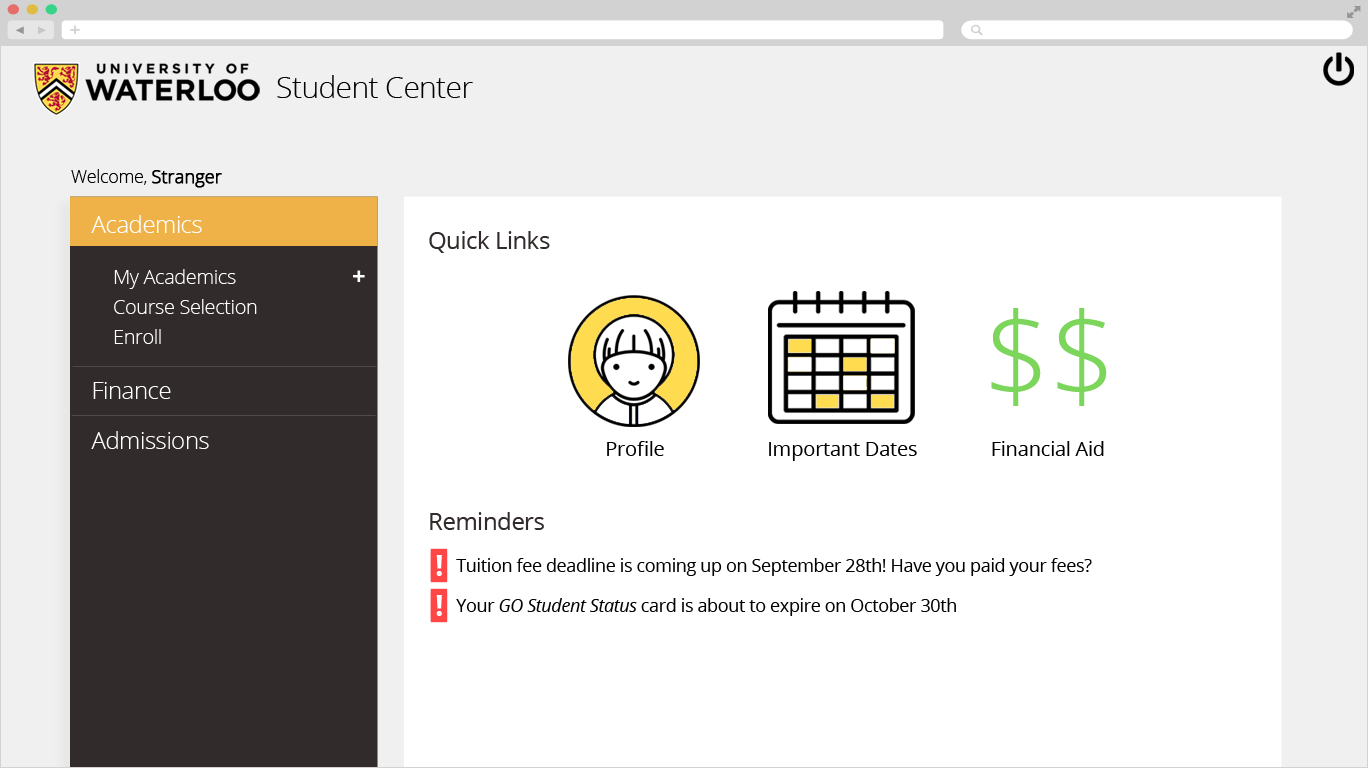 UNIVERSITY OF
WATERLOO
Student Center
Welcome, Stranger
Academics
My Academics +
Course Selection
Enroll
Finance
Admissions
Quick Links
$$
Profile
Important Dates
Financial Aid
Reminders
! Tuition fee deadline is coming up on September 28th! Have you paid your fees?
! Your GO Student Status card is about to expire on October 30th